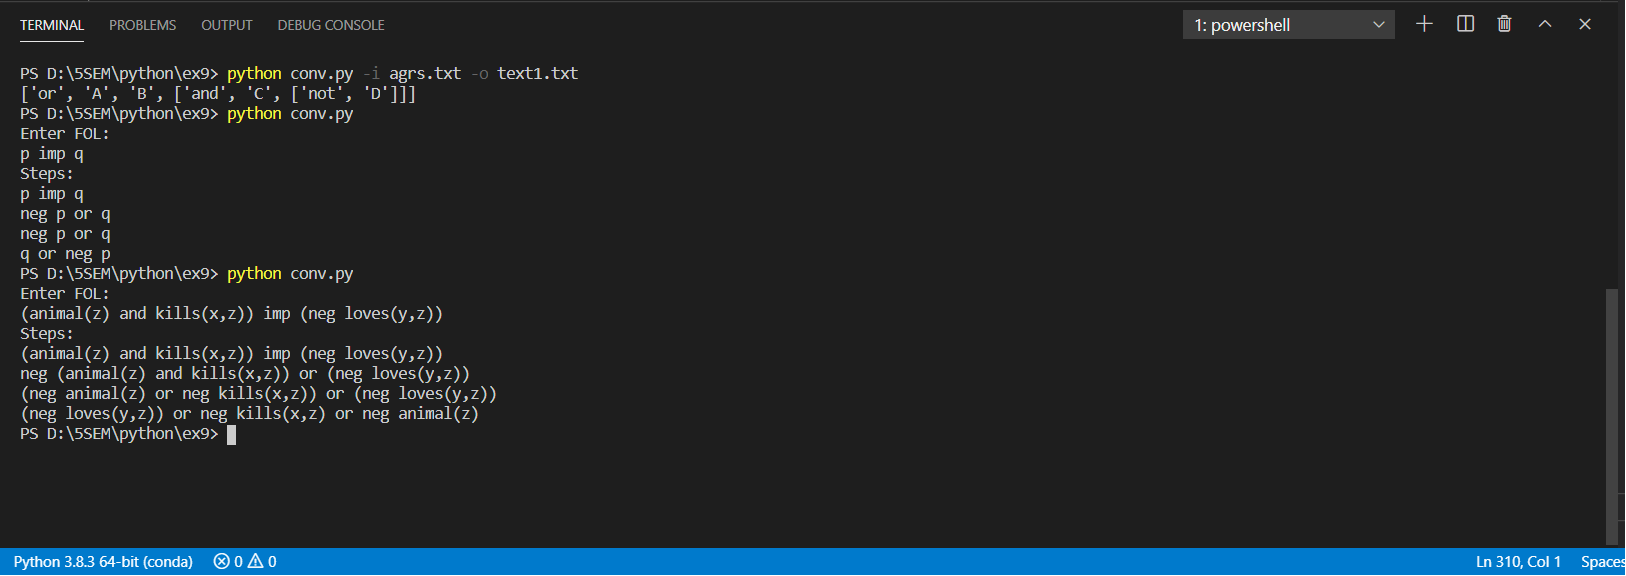 TERMINAL PROBLEMS OUTPUT DEBUG CONSOLE 1: powershell
PS D:\5SEM\python\ex9> python conv.py -i agrs.txt -o text1.txt
['or', 'A', 'B', ['and', 'C', ['not', 'D']]]
PS D:\5SEM\python\ex9> python conv.py
Enter FOL:
p imp q
Steps:
p imp q
neg p or q
neg p or q
q or neg p
PS D:\5SEM\python\ex9> python conv.py
Enter FOL:
(animal(z) and kills(x,z)) imp (neg loves(y,z))
Steps:
(animal(z) and kills(x,z)) imp (neg loves(y,z))
neg (animal(z) and kills(x,z)) or (neg loves(y,z))
(neg animal(z) or neg kills(x,z)) or (neg loves(y,z))
(neg loves(y,z)) or neg kills(x,z) or neg animal(z)
PS D:\5SEM\python\ex9>
Python 3.8.3 64-bit (conda) 0 0 Ln 310, Col 1 Spaces